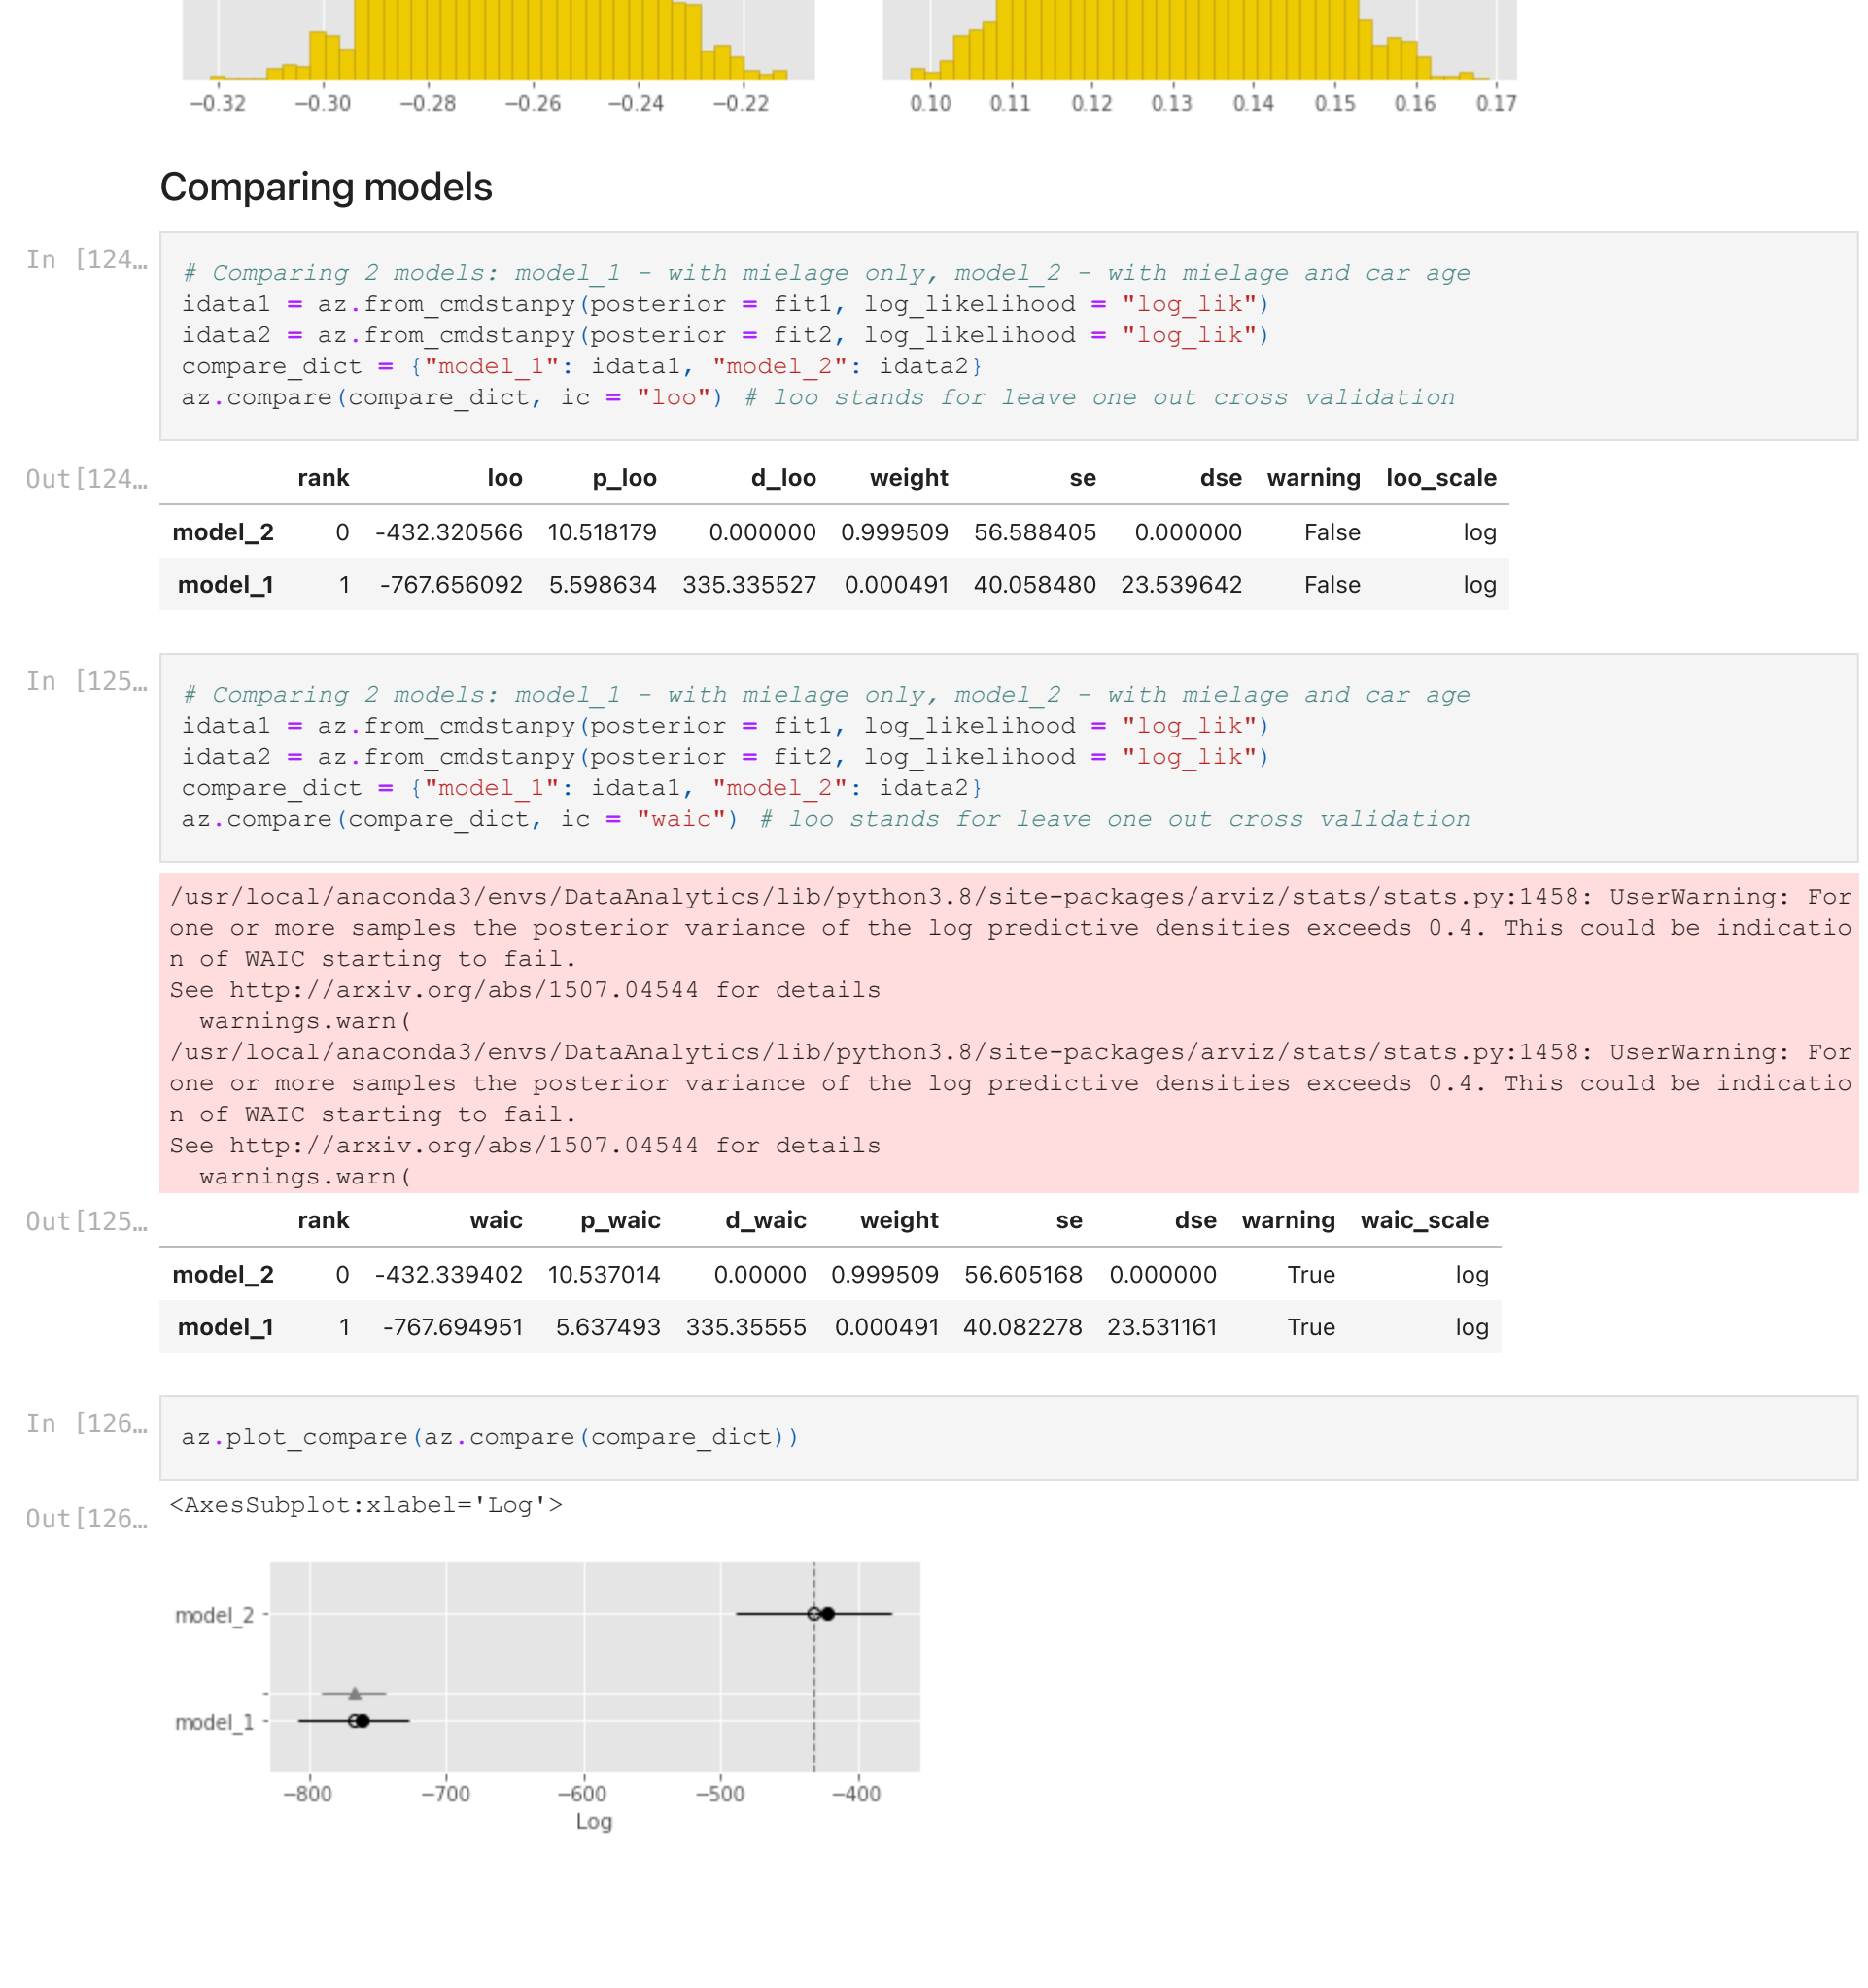 −0.32 −0.30 −0.28 −0.26 −0.24 −0.22 0.10 0.11 0.12 0.13 0.14 0.15 0.16 0.17
Comparing models
In [124…
# Comparing 2 models: model_1 - with mielage only, model_2 - with mielage and car age
idata1 = az.from_cmdstanpy(posterior = fit1, log_likelihood = "log_lik")
idata2 = az.from_cmdstanpy(posterior = fit2, log_likelihood = "log_lik")
compare_dict = {"model_1": idata1, "model_2": idata2}
az.compare(compare_dict, ic = "loo") # loo stands for leave one out cross validation
Out[124…
rank loo p_loo d_loo weight se dse warning loo_scale
model_2 0 -432.320566 10.518179 0.000000 0.999509 56.588405 0.000000 False log
model_1 1 -767.656092 5.598634 335.335527 0.000491 40.058480 23.539642 False log
In [125…
# Comparing 2 models: model_1 - with mielage only, model_2 - with mielage and car age
idata1 = az.from_cmdstanpy(posterior = fit1, log_likelihood = "log_lik")
idata2 = az.from_cmdstanpy(posterior = fit2, log_likelihood = "log_lik")
compare_dict = {"model_1": idata1, "model_2": idata2}
az.compare(compare_dict, ic = "waic") # loo stands for leave one out cross validation
/usr/local/anaconda3/envs/DataAnalytics/lib/python3.8/site-packages/arviz/stats/stats.py:1458: UserWarning: For
one or more samples the posterior variance of the log predictive densities exceeds 0.4. This could be indicatio
n of WAIC starting to fail.
See http://arxiv.org/abs/1507.04544 for details
warnings.warn(
/usr/local/anaconda3/envs/DataAnalytics/lib/python3.8/site-packages/arviz/stats/stats.py:1458: UserWarning: For
one or more samples the posterior variance of the log predictive densities exceeds 0.4. This could be indicatio
n of WAIC starting to fail.
See http://arxiv.org/abs/1507.04544 for details
warnings.warn(
Out[125…
rank waic p_waic d_waic weight se dse warning waic_scale
model_2 0 -432.339402 10.537014 0.00000 0.999509 56.605168 0.000000 True log
model_1 1 -767.694951 5.637493 335.35555 0.000491 40.082278 23.531161 True log
In [126…
az.plot_compare(az.compare(compare_dict))
Out[126…
<AxesSubplot:xlabel='Log'>
model_2
model_1
−800 −700 −600 −500 −400
Log